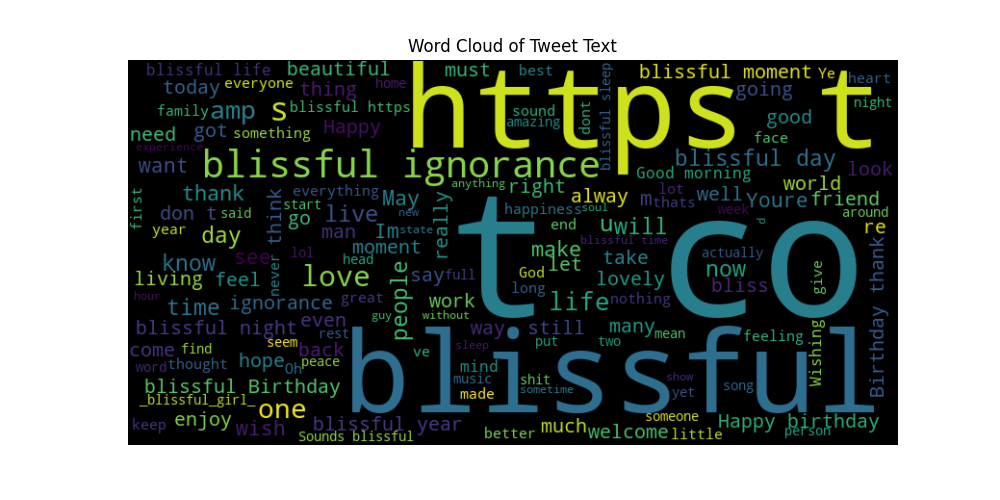 Word Cloud of Tweet Text
https t
t co
blissful
blissful ignorance
blissful life
beautiful
must
best
blissful moment
Ye
heart
today
everyone
thing
home
going
night
family
amp
s
blissful https
sound
amazing
dont
blissful sleep
good
face
need
got
something
Happy
experience
want
blissful day
look
Good morning
thank
May
anything
right
alway
m
lot
thats
well
world
Youre
friend
first
don t
said
think
start
everything
go
live
new
really
happiness
soul
week
d
around
year
day
man
Im
state
end
u
will
re
see
lol
moment
make
blissful time
actually
know
never
head
say
full
God
let
take
now
living
feel
love
people
long
lovely
bliss
give
Birthday thank
hour
time
ignorance
great
work
life
nothing
blissful night
even
guy
without
way
still
many
mean
feeling
come
find
seem
rest
back
ve
sleep
put
two
Wishing
word
thought
hope
Oh
peace
mind
music
shit
sometime
show
yet
song
blissful Birthday
made
_blissful_girl_
one
keep
enjoy
wish
blissful year
Sounds blissful
better
much
welcome
someone
little
Happy birthday
person